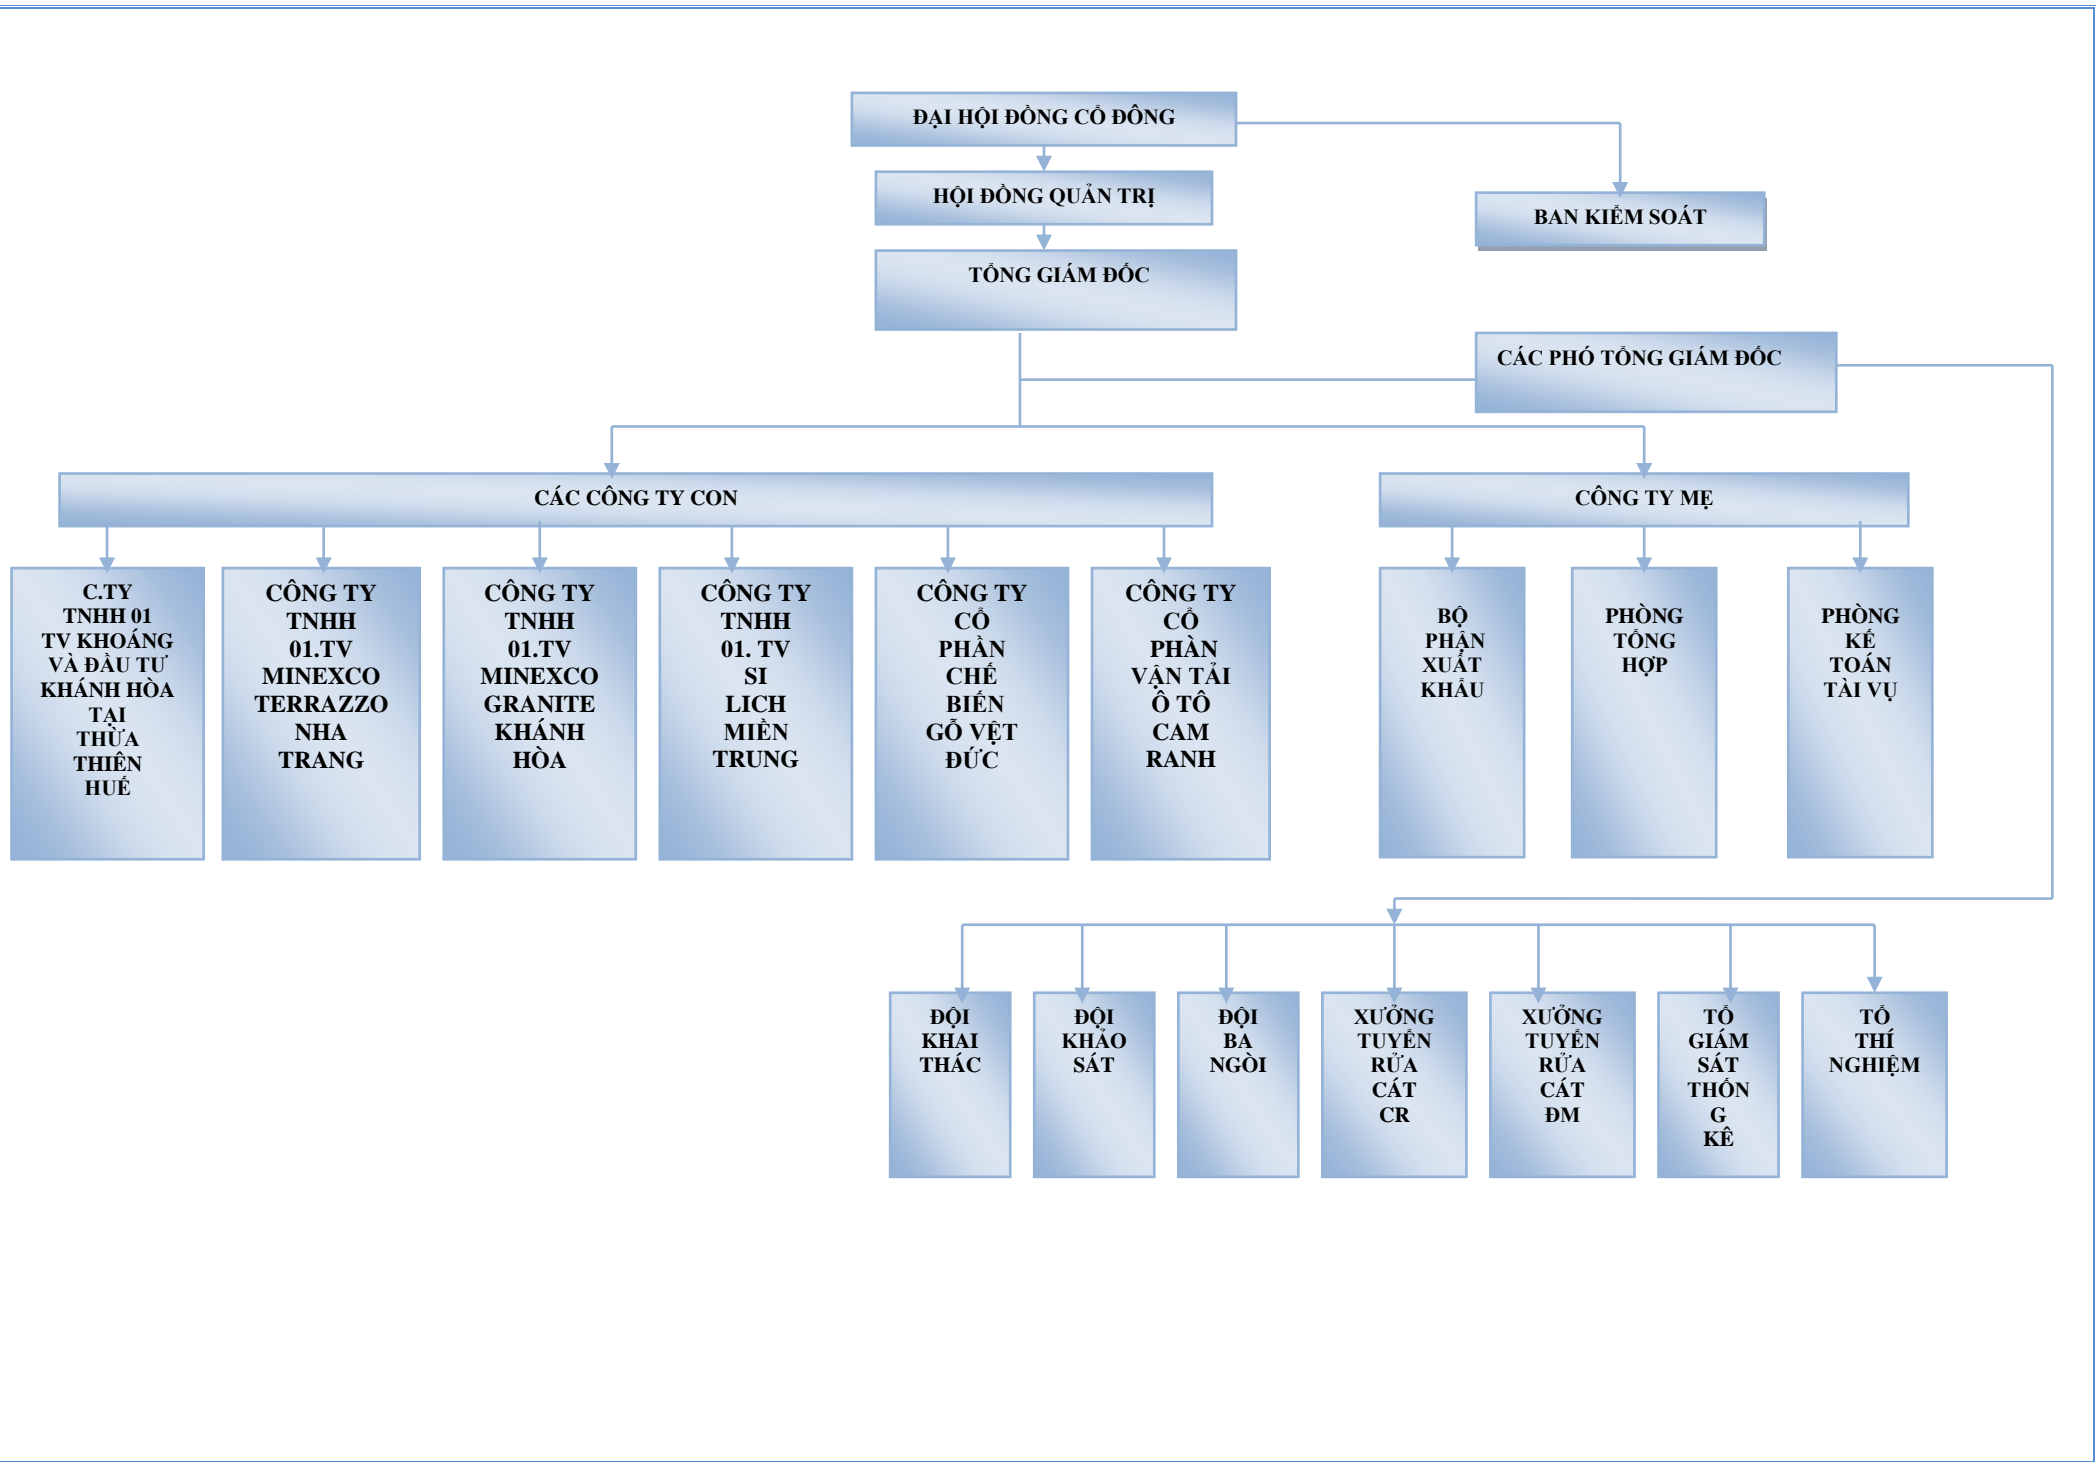 ĐẠI HỘI ĐỒNG CỔ ĐÔNG
HỘI ĐỒNG QUẢN TRỊ
BAN KIỂM SOÁT
TỔNG GIÁM ĐỐC
CÁC PHÓ TỔNG GIÁM ĐỐC
CÁC CÔNG TY CON
CÔNG TY MẸ
C.TY
TNHH 01
TV KHOÁNG
VÀ ĐẦU TƯ
KHÁNH HÒA
TẠI
THỪA
THIÊN
HUẾ
CÔNG TY
TNHH
01.TV
MINEXCO
TERRAZZO
NHA
TRANG
CÔNG TY
TNHH
01.TV
MINEXCO
GRANITE
KHÁNH
HÒA
CÔNG TY
TNHH
01. TV
SI
LICH
MIỀN
TRUNG
CÔNG TY
CỔ
PHẦN
CHẾ
BIẾN
GỖ VỆT
ĐỨC
CÔNG TY
CỔ
PHÀN
VẬN TẢI
Ô TÔ
CAM
RANH
BỘ
PHẬN
XUẤT
KHẨU
PHÒNG
TỔNG
HỢP
PHÒNG
KẾ
TOÁN
TÀI VỤ
ĐỘI
KHAI
THÁC
ĐỘI
KHẢO
SÁT
ĐỘI
BA
NGÒI
XƯỞNG
TUYỂN
RỬA
CÁT
CR
XƯỞNG
TUYỂN
RỬA
CÁT
ĐM
TỔ
GIÁM
SÁT
THỐN
G
KÊ
TỔ
THÍ
NGHIỆM